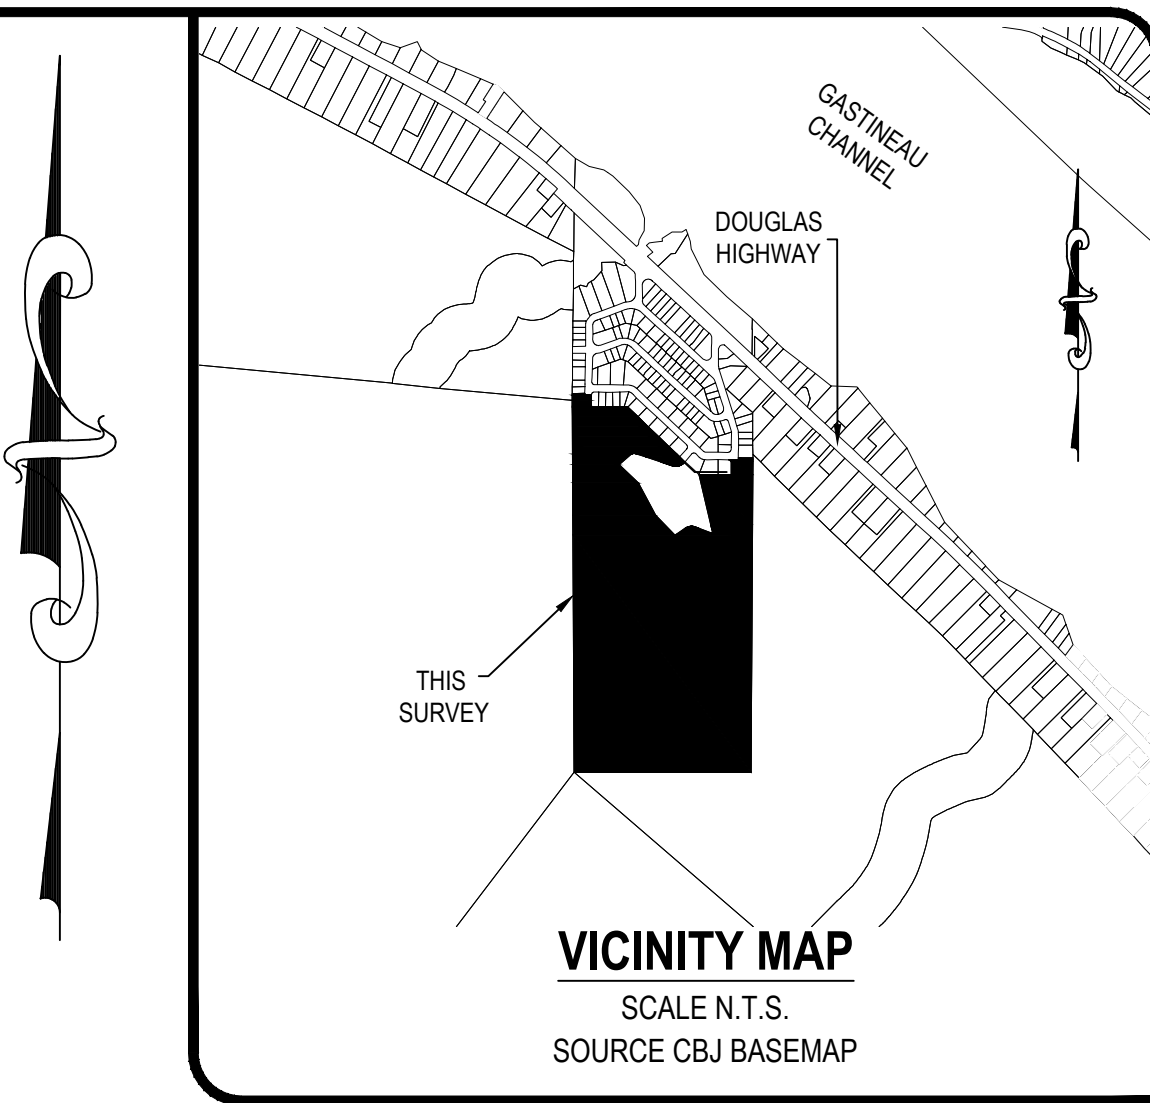 GASTINEAU
CHANNEL
DOUGLAS
HIGHWAY
THIS
SURVEY
VICINITY MAP
SCALE N.T.S.
SOURCE CBJ BASEMAP